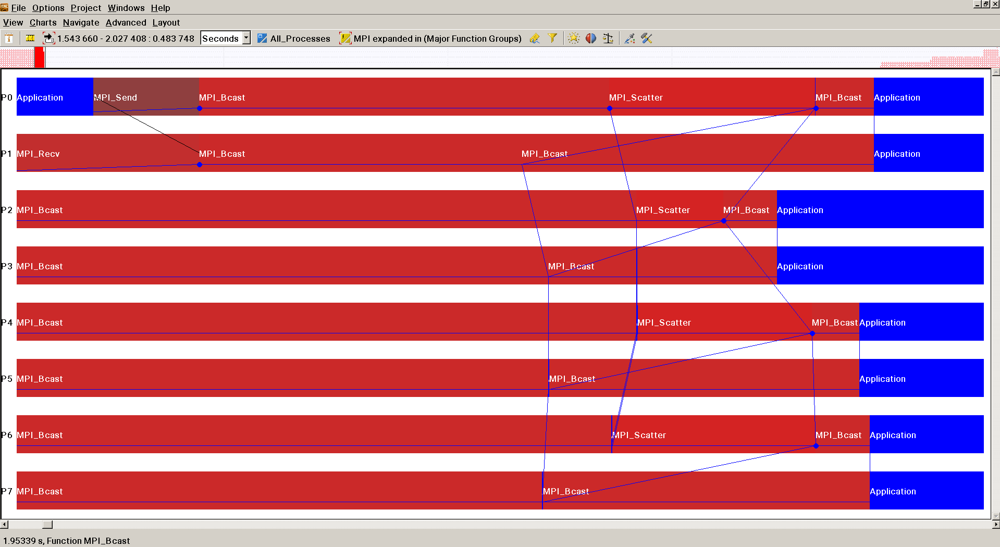 File Options Project Windows Help
View Charts Navigate Advanced Layout
1.543 660 - 2.027 408 : 0.483 748 Seconds All_Processes MPI expanded in (Major Function Groups)
P0 Application MPI_Send MPI_Bcast MPI_Scatter MPI_Bcast Application
P1 MPI_Recv MPI_Bcast MPI_Bcast Application
P2 MPI_Bcast MPI_Scatter MPI_Bcast Application
P3 MPI_Bcast MPI_Bcast Application
P4 MPI_Bcast MPI_Scatter MPI_Bcast Application
P5 MPI_Bcast MPI_Bcast Application
P6 MPI_Bcast MPI_Scatter MPI_Bcast Application
P7 MPI_Bcast MPI_Bcast Application
1.95339 s, Function MPI_Bcast